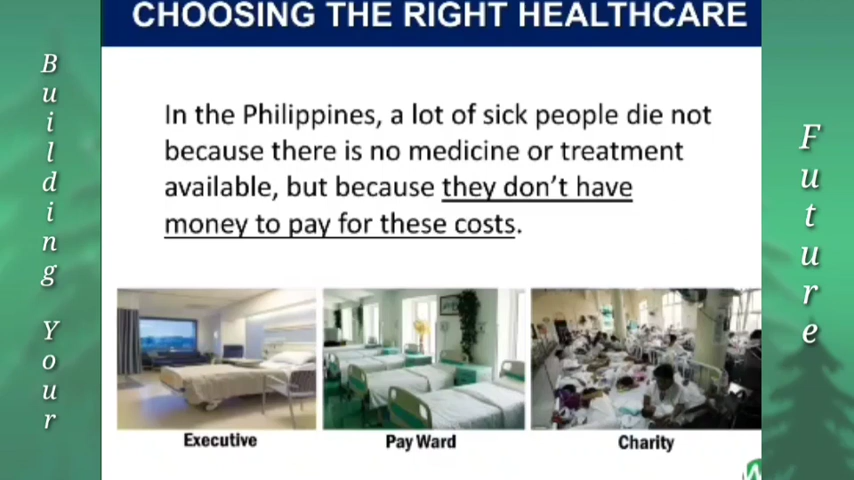 CHOOSING THE RIGHT HEALTHCARE
Building Your
In the Philippines, a lot of sick people die not
because there is no medicine or treatment
available, but because they don't have
money to pay for these costs.
Future
Executive
Pay Ward
Charity